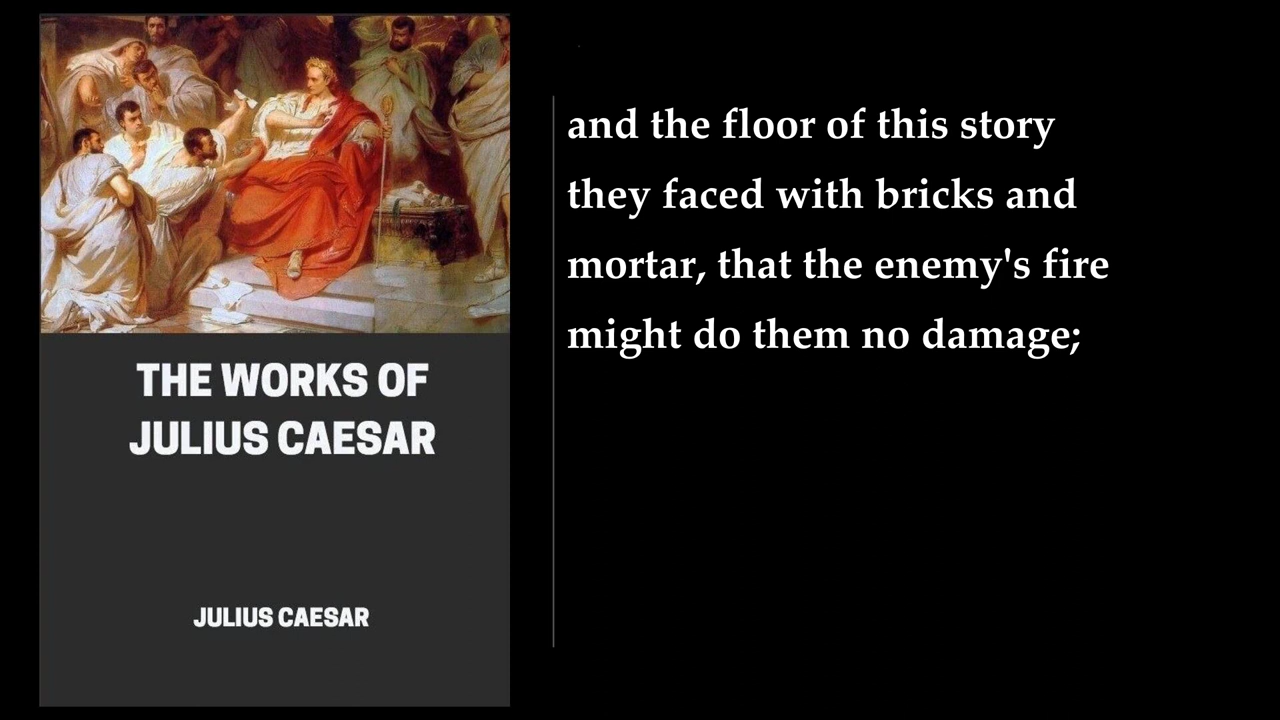 THE WORKS OF
JULIUS CAESAR
JULIUS CAESAR
and the floor of this story
they faced with bricks and
mortar, that the enemy's fire
might do them no damage;